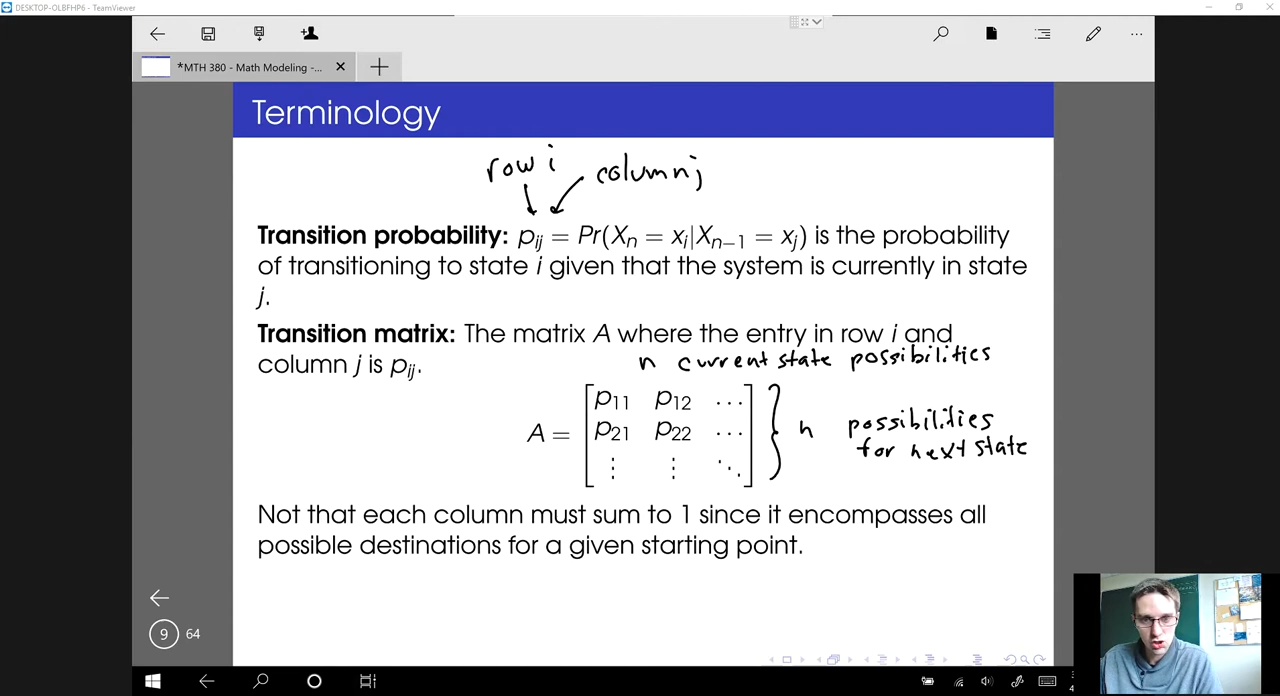 DESKTOP-OLBFHP6 - TeamViewer
*MTH 380 - Math Modeling -...
Terminology
row i
column j
Transition probability: pij = Pr(Xn = xi|Xn−1 = xj) is the probability
of transitioning to state i given that the system is currently in state
j.
Transition matrix: The matrix A where the entry in row i and
column j is pij.
n current state possibilities
p11 p12 ⋯
A = p21 p22 ⋯
⋮ ⋮ ⋱
n possibilities
for next state
Not that each column must sum to 1 since it encompasses all
possible destinations for a given starting point.
9 64